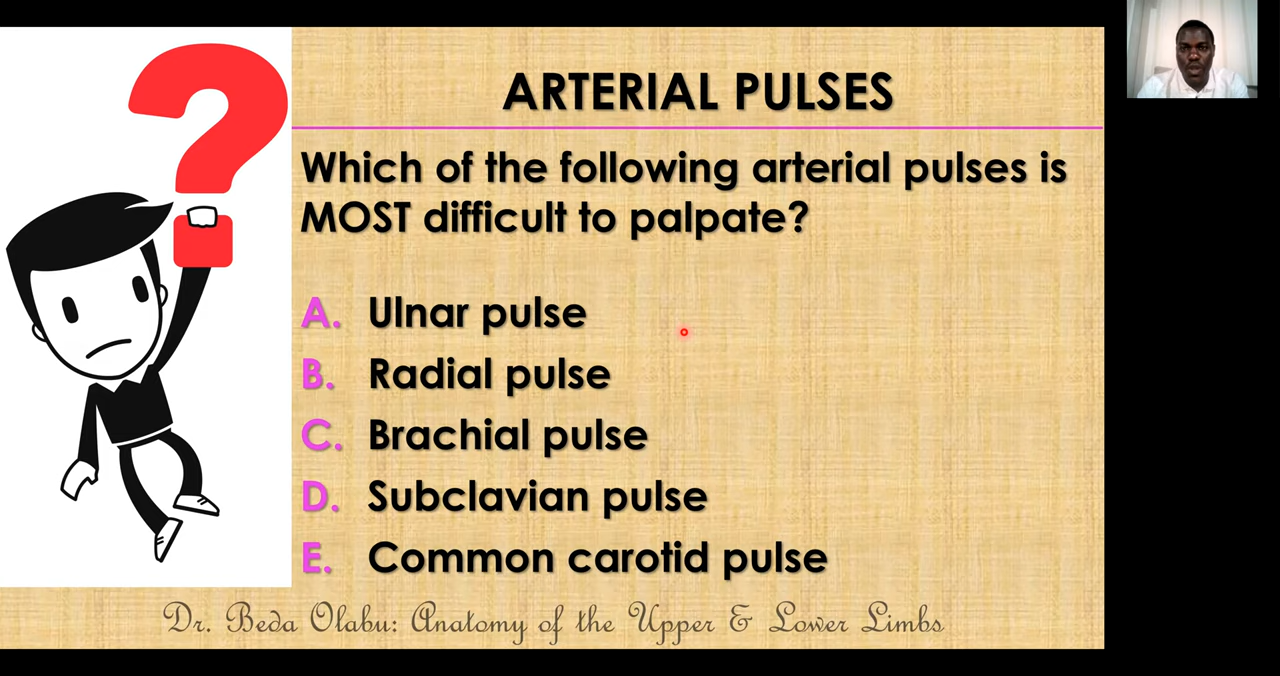 ARTERIAL PULSES
Which of the following arterial pulses is
MOST difficult to palpate?
A. Ulnar pulse
B. Radial pulse
C. Brachial pulse
D. Subclavian pulse
E. Common carotid pulse
Dr. Beda Olabu: Anatomy of the Upper & Lower Limbs